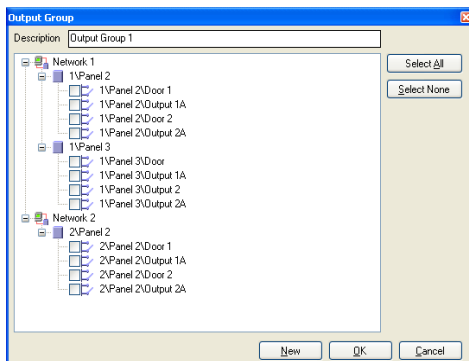 Output Group
Description Output Group 1
Network 1
1\Panel 2
1\Panel 2\Door 1
1\Panel 2\Output 1A
1\Panel 2\Door 2
1\Panel 2\Output 2A
1\Panel 3
1\Panel 3\Door
1\Panel 3\Output 1A
1\Panel 3\Output 2
1\Panel 3\Output 2A
Network 2
2\Panel 2
2\Panel 2\Door 1
2\Panel 2\Output 1A
2\Panel 2\Door 2
2\Panel 2\Output 2A
Select All
Select None
New OK Cancel